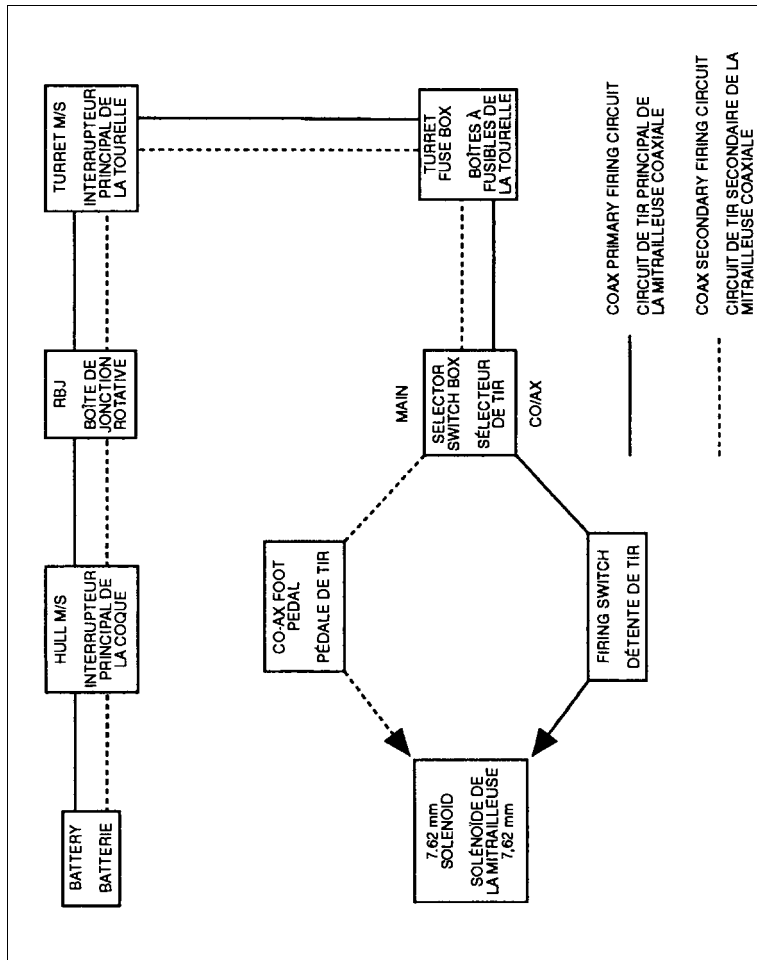 BATTERY
BATTERIE
HULL M/S
INTERRUPTEUR
PRINCIPAL DE
LA COQUE
RBJ
BOÎTE DE
JONCTION
ROTATIVE
TURRET M/S
INTERRUPTEUR
PRINCIPAL DE
LA TOURELLE
CO-AX FOOT
PEDAL
PÉDALE DE TIR
7.62 mm
SOLENOID
SOLÉNOÏDE DE
LA MITRAILLEUSE
7,62 mm
MAIN
SELECTOR
SWITCH BOX
SÉLECTEUR
DE TIR
CO/AX
TURRET
FUSE BOX
BOÎTES À
FUSIBLES DE
LA TOURELLE
FIRING SWITCH
DÉTENTE DE TIR
COAX PRIMARY FIRING CIRCUIT
CIRCUIT DE TIR PRINCIPAL DE
LA MITRAILLEUSE COAXIALE
COAX SECONDARY FIRING CIRCUIT
CIRCUIT DE TIR SECONDAIRE DE LA
MITRAILLEUSE COAXIALE